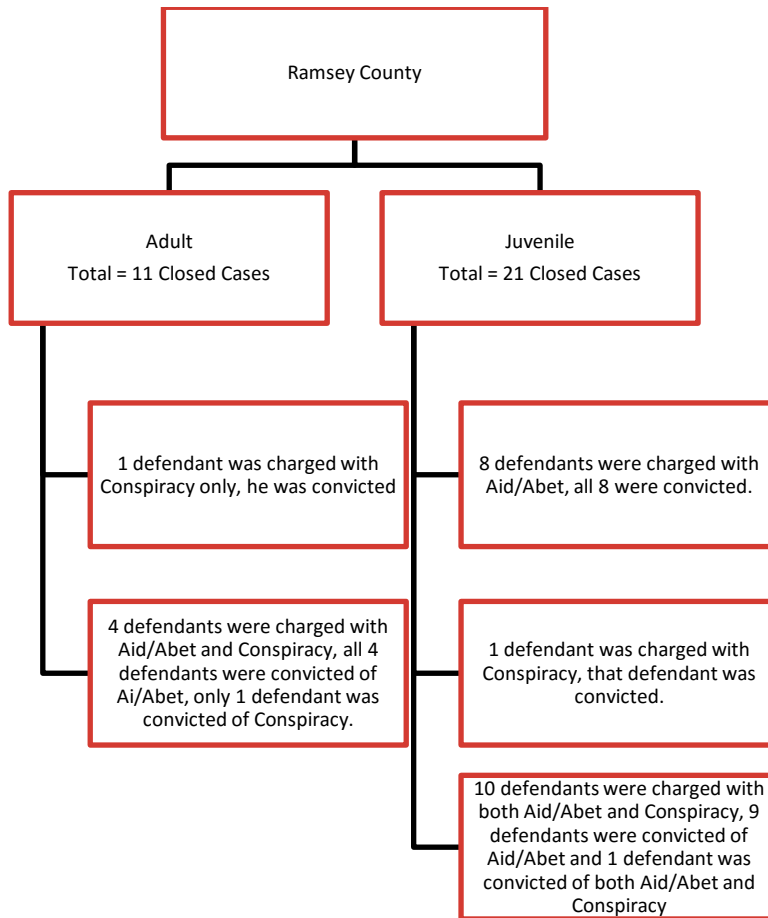 Ramsey County
Adult
Total = 11 Closed Cases
Juvenile
Total = 21 Closed Cases
1 defendant was charged with
Conspiracy only, he was convicted
8 defendants were charged with
Aid/Abet, all 8 were convicted.
4 defendants were charged with
Aid/Abet and Conspiracy, all 4
defendants were convicted of
Ai/Abet, only 1 defendant was
convicted of Conspiracy.
1 defendant was charged with
Conspiracy, that defendant was
convicted.
10 defendants were charged with
both Aid/Abet and Conspiracy, 9
defendants were convicted of
Aid/Abet and 1 defendant was
convicted of both Aid/Abet and
Conspiracy